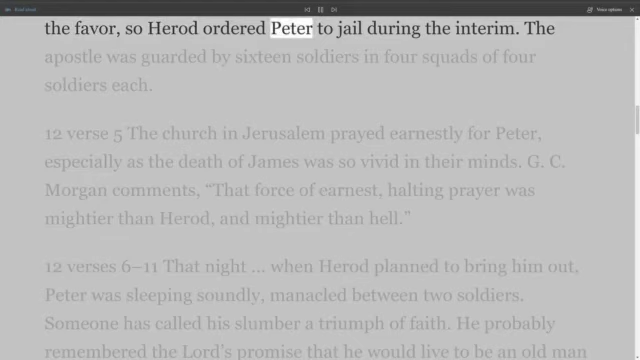 Read aloud
Voice options
the favor, so Herod ordered Peter to jail during the interim. The
apostle was guarded by sixteen soldiers in four squads of four
soldiers each.
12 verse 5 The church in Jerusalem prayed earnestly for Peter,
especially as the death of James was so vivid in their minds. G. C.
Morgan comments, “That force of earnest, halting prayer was
mightier than Herod, and mightier than hell.”
12 verses 6–11 That night ... when Herod planned to bring him out,
Peter was sleeping soundly, manacled between two soldiers.
Someone has called his slumber a triumph of faith. He probably
remembered the Lord’s promise that he would live to be an old man